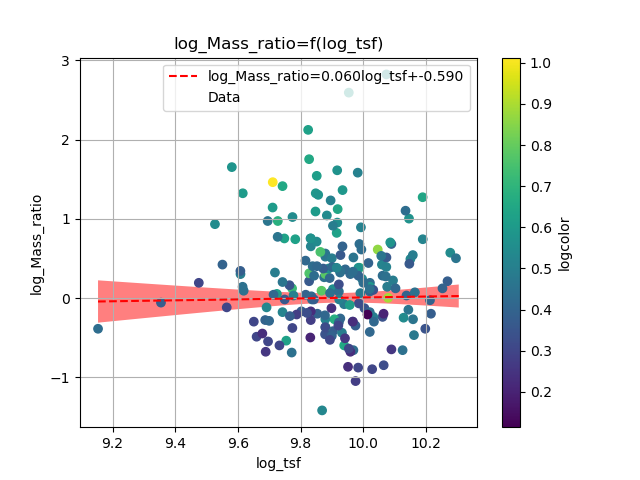 log_Mass_ratio=f(log_tsf)
log_Mass_ratio=0.060log_tsf+-0.590
Data
3
2
1
0
−1
log_Mass_ratio
9.2 9.4 9.6 9.8 10.0 10.2
log_tsf
1.0
0.9
0.8
0.7
0.6
0.5
0.4
0.3
0.2
logcolor